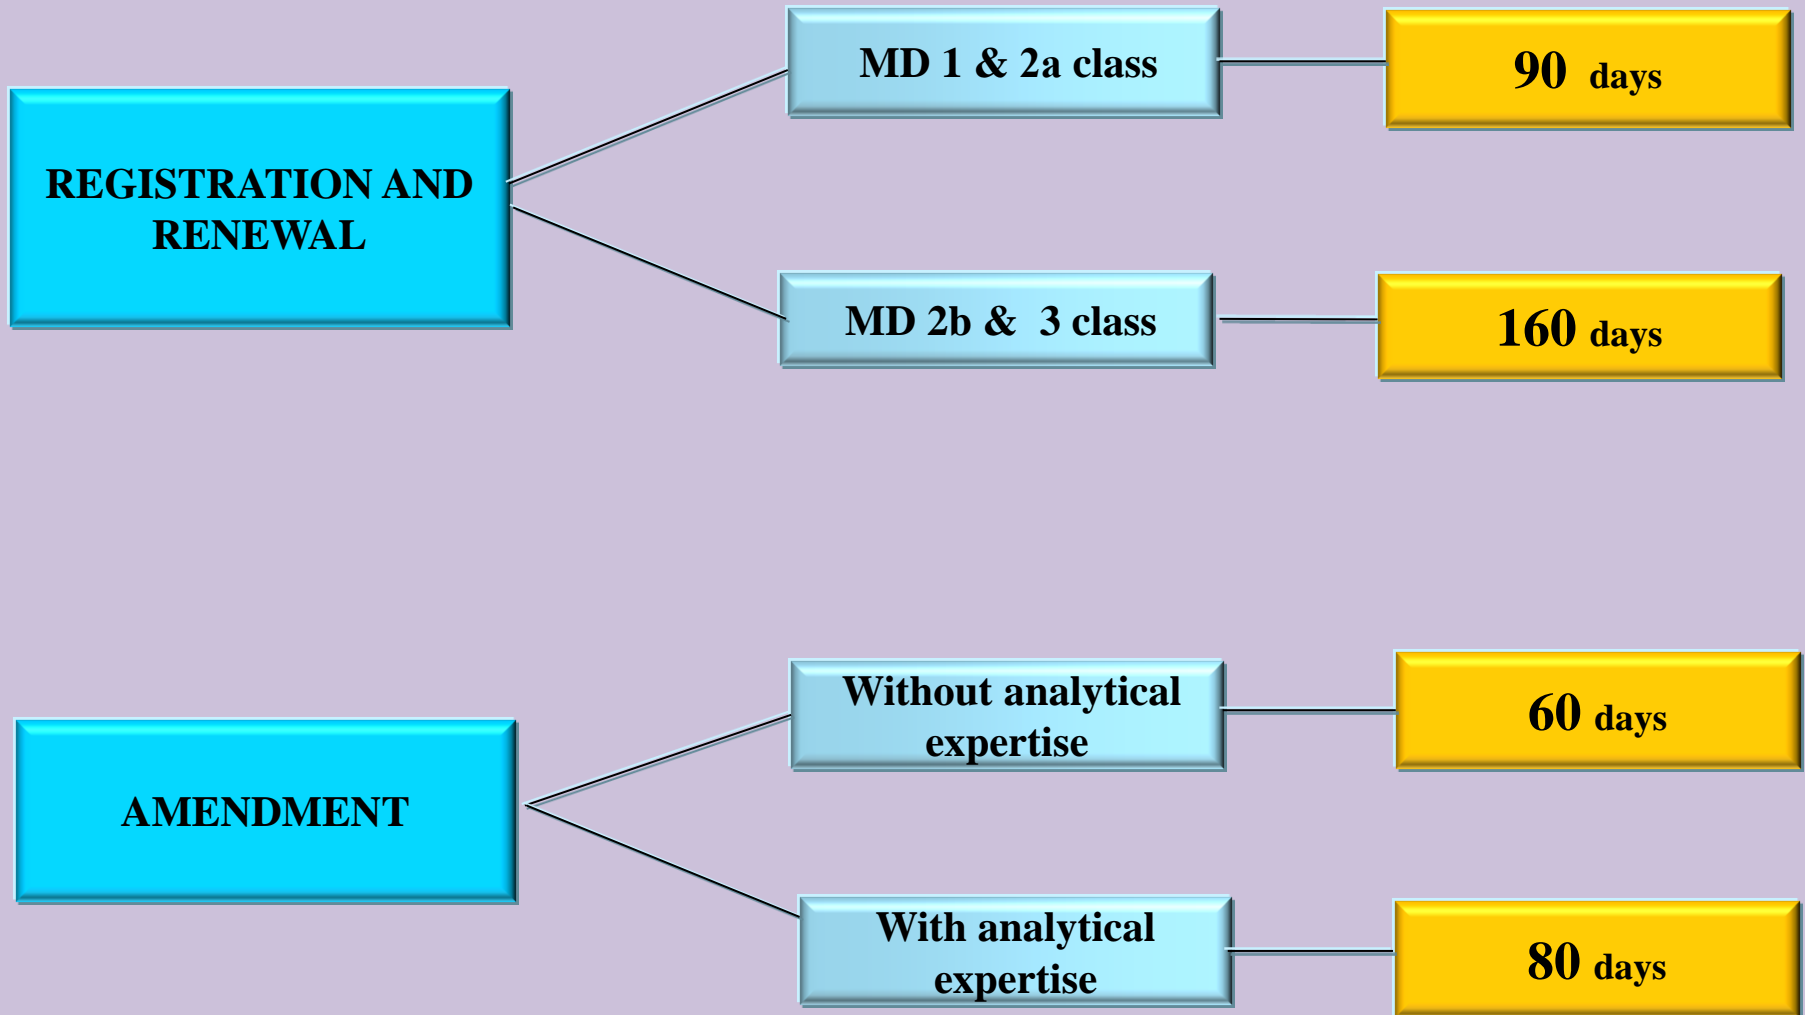 REGISTRATION AND
RENEWAL
MD 1 & 2a class
90 days
MD 2b & 3 class
160 days
AMENDMENT
Without analytical
expertise
60 days
With analytical
expertise
80 days